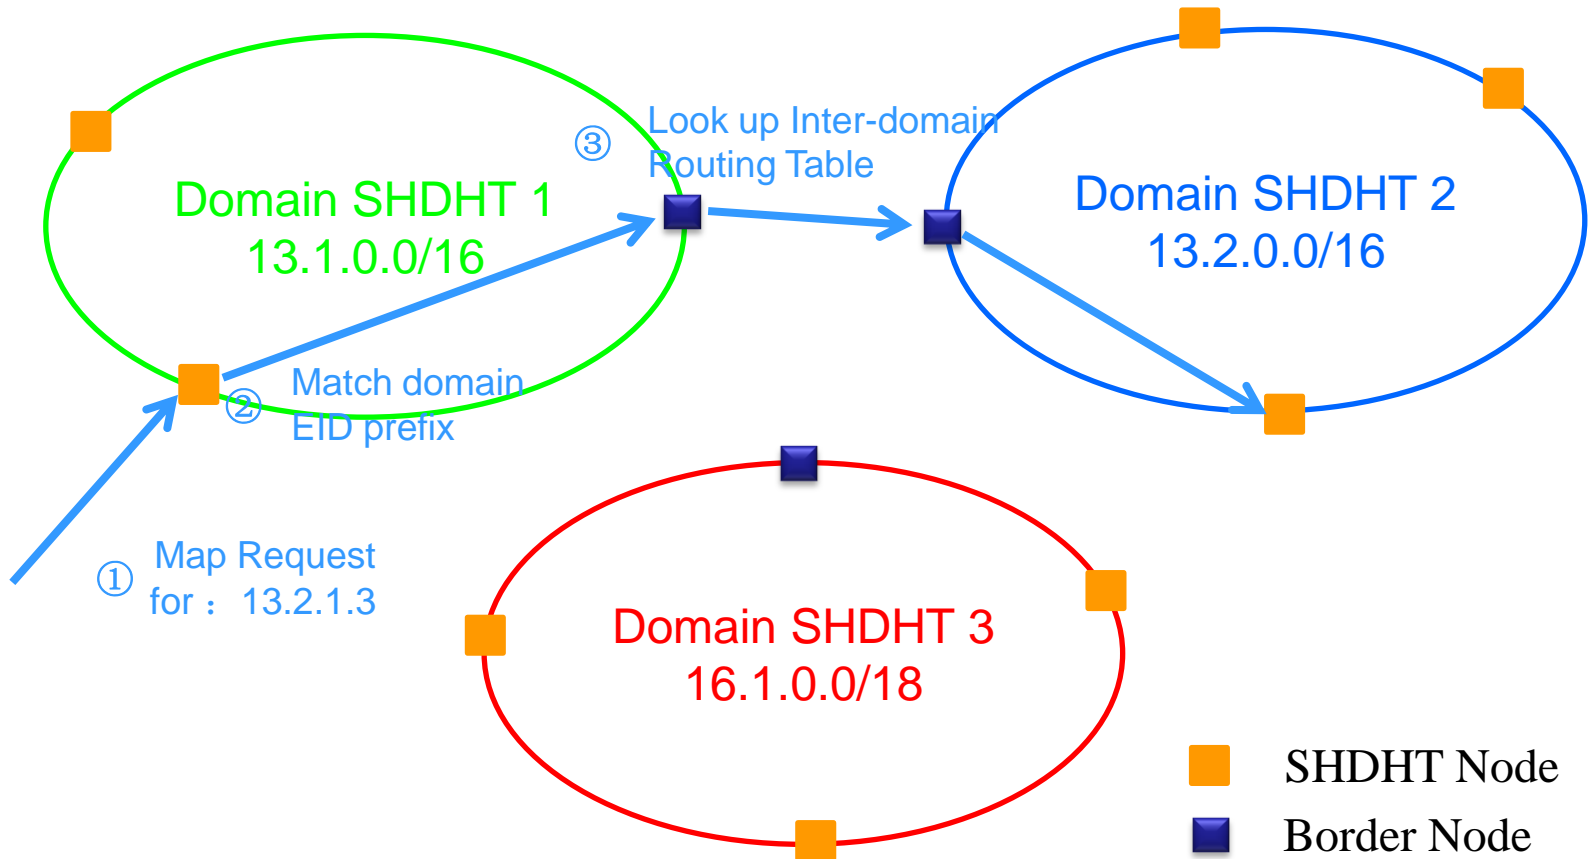 ③
Look up Inter-domain
Routing Table
Domain SHDHT 1
13.1.0.0/16
Domain SHDHT 2
13.2.0.0/16
②
Match domain
EID prefix
①
Map Request
for： 13.2.1.3
Domain SHDHT 3
16.1.0.0/18
SHDHT Node
Border Node